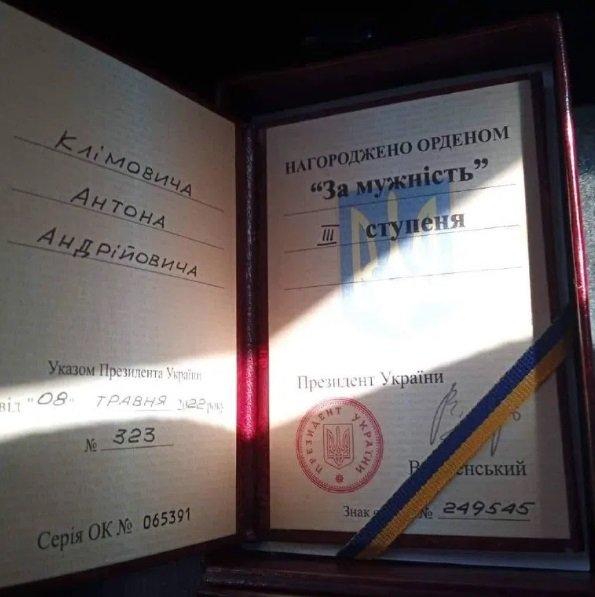 Клімовича
Антона
Андрійовича
Указом Президента України
від "08" травня 2022 року
№ 323
Серія ОК № 065391
НАГОРОДЖЕНО ОРДЕНОМ
“За мужність”
III ступеня
Президент України
ПРЕЗИДЕНТ УКРАЇНИ
Знак № 249545